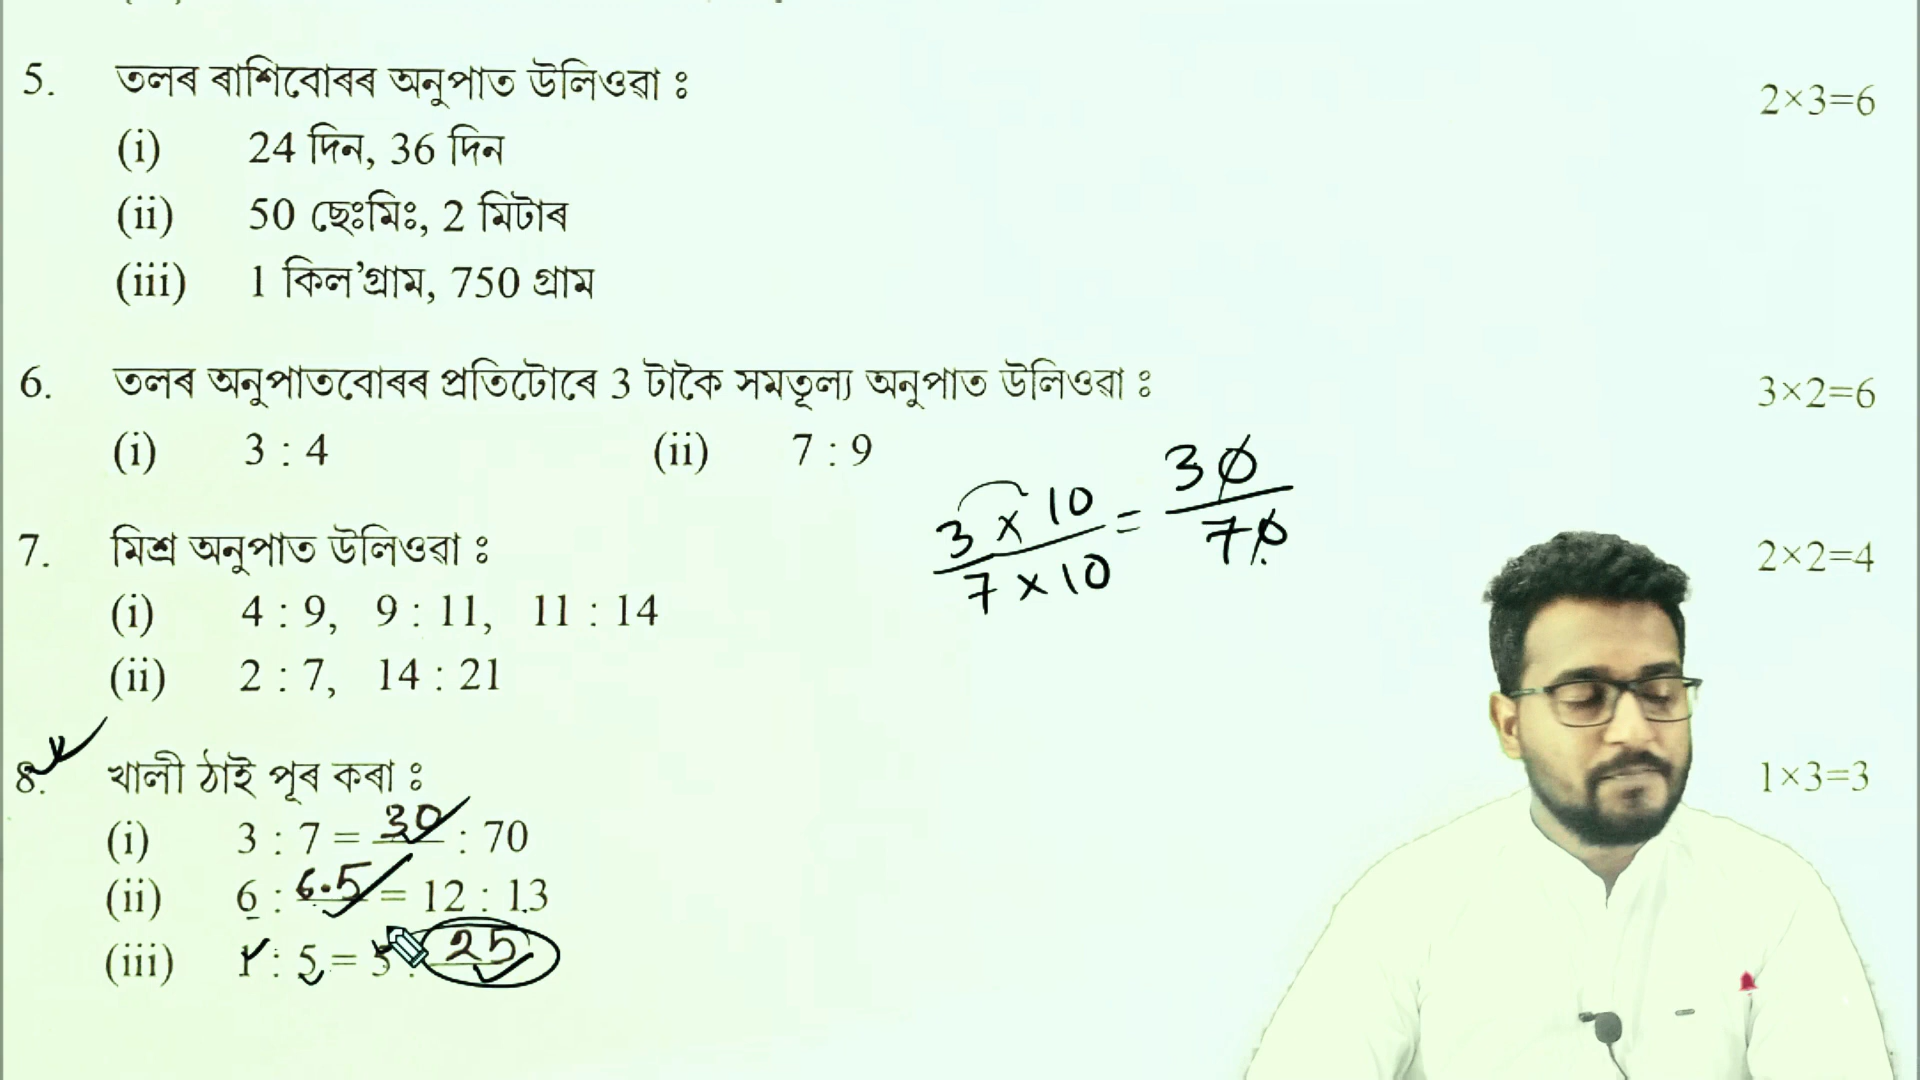 5. তলৰ ৰাশিবোৰৰ অনুপাত উলিওৱা ঃ 2×3=6
(i) 24 দিন, 36 দিন
(ii) 50 ছেঃমিঃ, 2 মিটাৰ
(iii) 1 কিল'গ্ৰাম, 750 গ্ৰাম
6. তলৰ অনুপাতবোৰৰ প্ৰতিটোৰে 3 টাকৈ সমতূল্য অনুপাত উলিওৱা ঃ 3×2=6
(i) 3 : 4 (ii) 7 : 9
3 × 10 = 30
7 × 10 70
7. মিশ্ৰ অনুপাত উলিওৱা ঃ 2×2=4
(i) 4 : 9, 9 : 11, 11 : 14
(ii) 2 : 7, 14 : 21
8. খালী ঠাই পূৰ কৰা ঃ 1×3=3
(i) 3 : 7 = 30 : 70
(ii) 6 : 6.5 = 12 : 13
(iii) 1 : 5 = 5 : 25